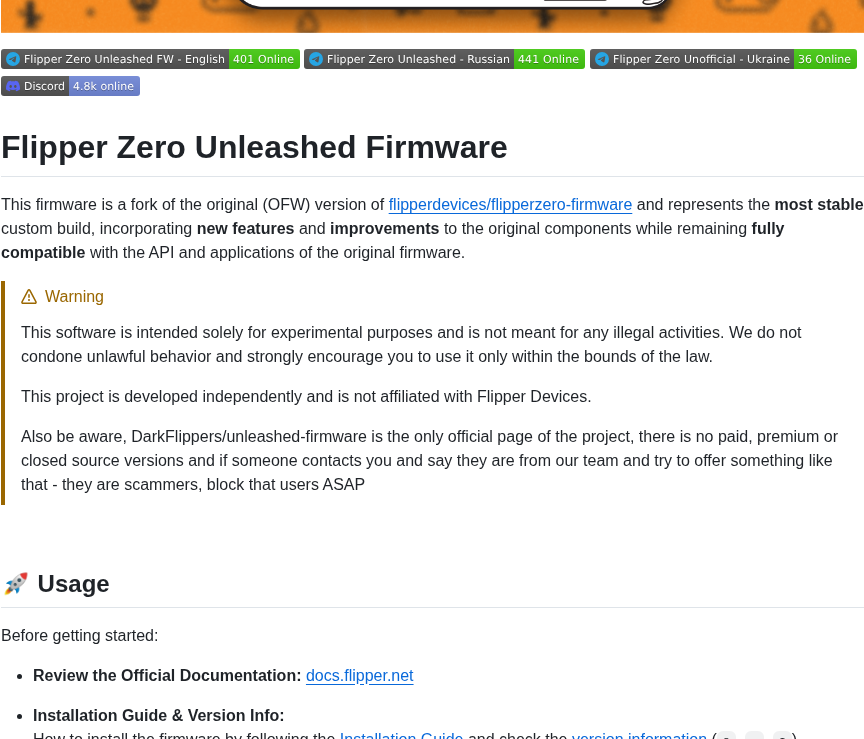 Flipper Zero Unleashed FW - English 401 Online Flipper Zero Unleashed - Russian 441 Online Flipper Zero Unofficial - Ukraine 36 Online
Discord 4.8k online
Flipper Zero Unleashed Firmware
This firmware is a fork of the original (OFW) version of flipperdevices/flipperzero-firmware and represents the most stable
custom build, incorporating new features and improvements to the original components while remaining fully
compatible with the API and applications of the original firmware.
Warning
This software is intended solely for experimental purposes and is not meant for any illegal activities. We do not
condone unlawful behavior and strongly encourage you to use it only within the bounds of the law.
This project is developed independently and is not affiliated with Flipper Devices.
Also be aware, DarkFlippers/unleashed-firmware is the only official page of the project, there is no paid, premium or
closed source versions and if someone contacts you and say they are from our team and try to offer something like
that - they are scammers, block that users ASAP
🚀 Usage
Before getting started:
• Review the Official Documentation: docs.flipper.net
• Installation Guide & Version Info:
How to install the firmware by following the Installation Guide and check the version information (